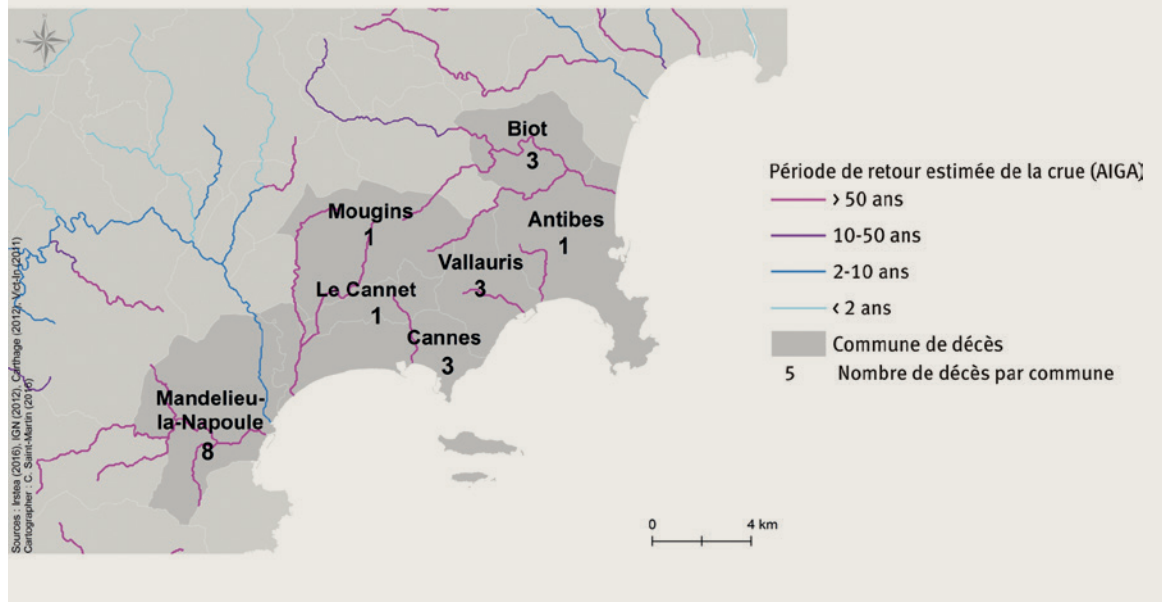 Biot
3
Mougins
1
Antibes
1
Vallauris
3
Le Cannet
1
Cannes
3
Mandelieu-
la-Napoule
8
Période de retour estimée de la crue (AIGA)
> 50 ans
10-50 ans
2-10 ans
< 2 ans
Commune de décès
5 Nombre de décès par commune
0 4 km
Sources : Irstea (2016), IGN (2012), Carthage (2012), Vict-In (2011)
Cartographer : C. Saint-Martin (2016)